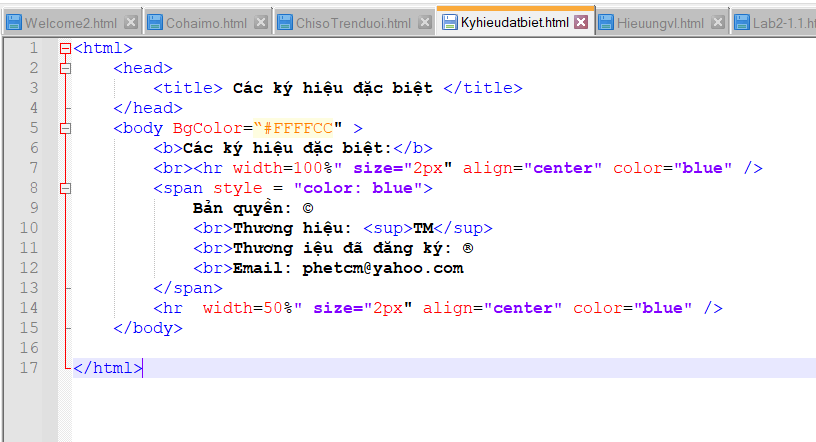 Welcome2.html Cohaimo.html ChisoTrenduoi.html Kyhieudatbiet.html Hieuungvl.html Lab2-1.1.ht
1 <html>
2 <head>
3 <title> Các ký hiệu đặc biệt </title>
4 </head>
5 <body BgColor=“#FFFFCC" >
6 <b>Các ký hiệu đặc biệt:</b>
7 <br><hr width=100%" size="2px" align="center" color="blue" />
8 <span style = "color: blue">
9 Bản quyền: ©
10 <br>Thương hiệu: <sup>TM</sup>
11 <br>Thương iệu đã đăng ký: ®
12 <br>Email: phetcm@yahoo.com
13 </span>
14 <hr  width=50%" size="2px" align="center" color="blue" />
15 </body>
16
17 </html>